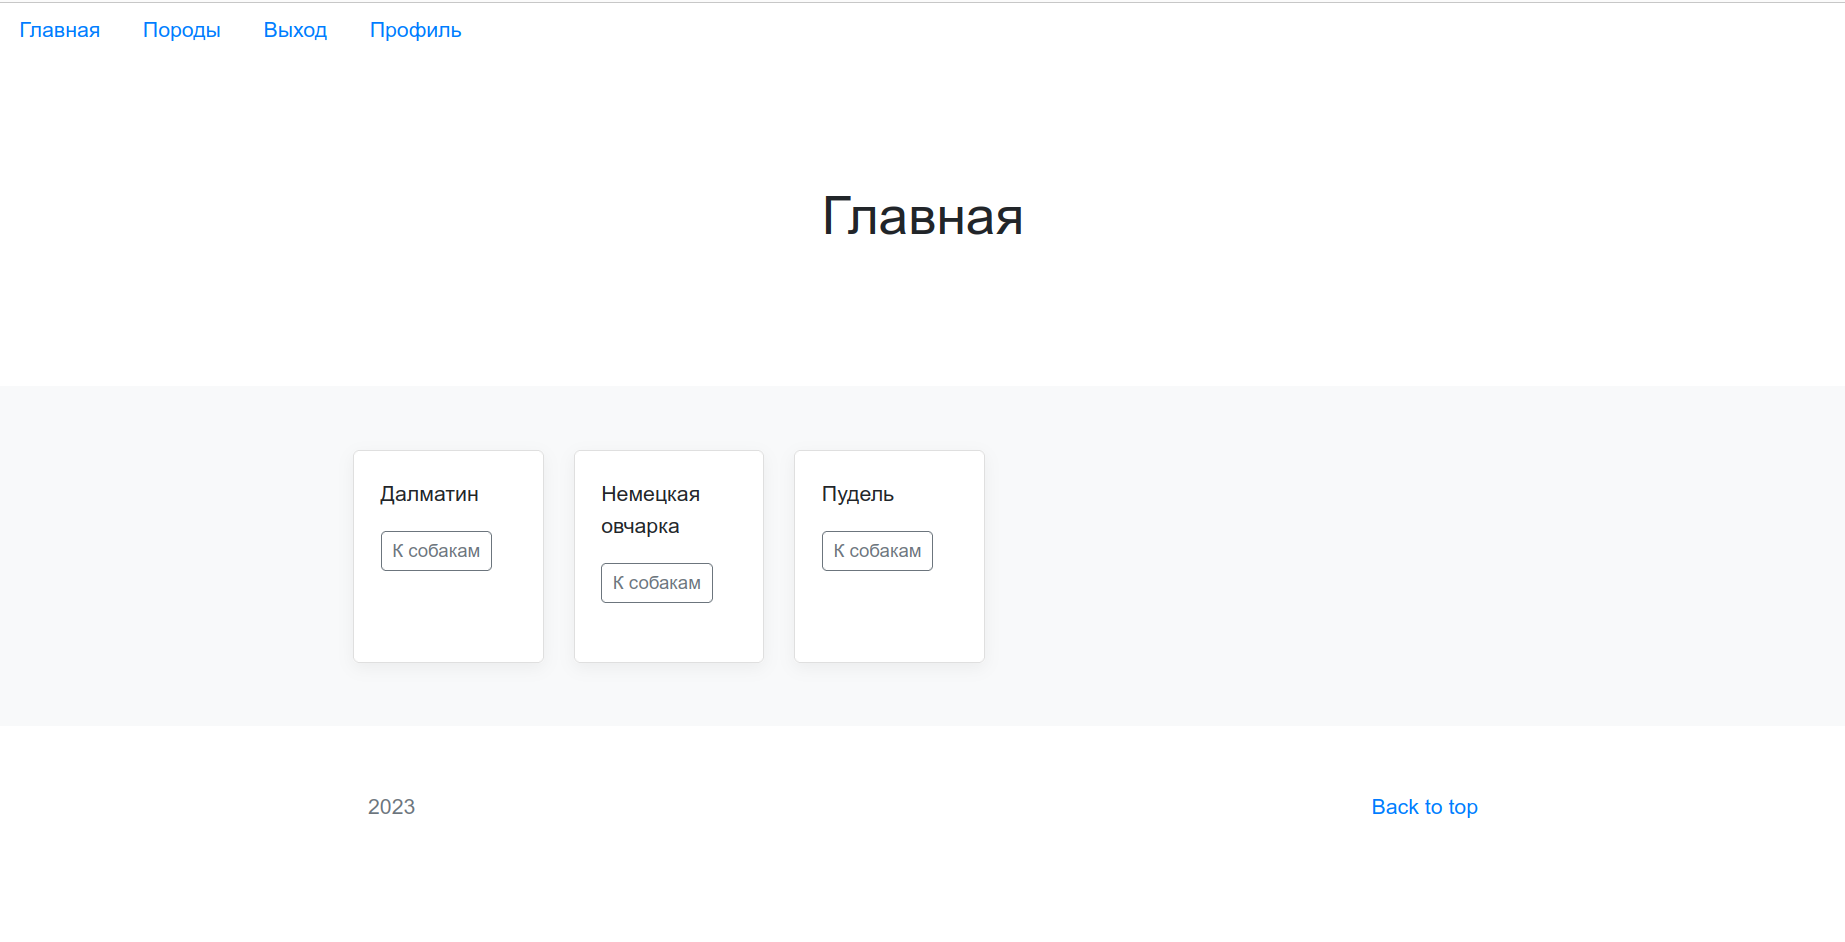 Главная Породы Выход Профиль
Главная
Далматин
К собакам
Немецкая
овчарка
К собакам
Пудель
К собакам
2023
Back to top